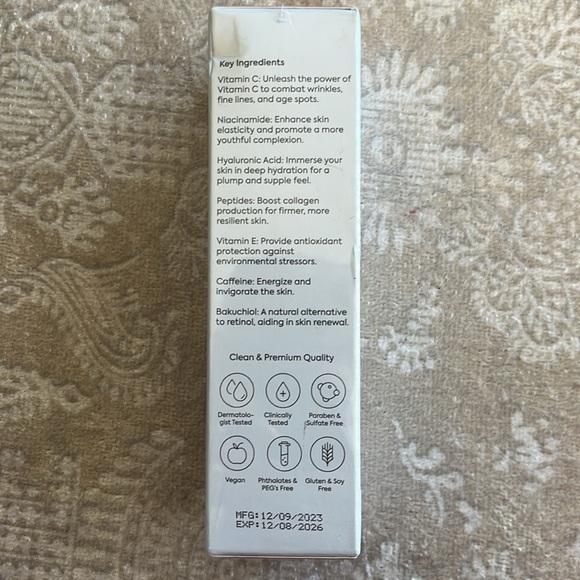 Key Ingredients
Vitamin C: Unleash the power of
Vitamin C to combat wrinkles,
fine lines, and age spots.
Niacinamide: Enhance skin
elasticity and promote a more
youthful complexion.
Hyaluronic Acid: Immerse your
skin in deep hydration for a
plump and supple feel.
Peptides: Boost collagen
production for firmer, more
resilient skin.
Vitamin E: Provide antioxidant
protection against
environmental stressors.
Caffeine: Energize and
invigorate the skin.
Bakuchiol: A natural alternative
to retinol, aiding in skin renewal.
Clean & Premium Quality
Dermatolo-
gist Tested
Clinically
Tested
Paraben &
Sulfate Free
Vegan
Phthalates &
PEG's Free
Gluten & Soy
Free
MFG:12/09/2023
EXP:12/08/2026